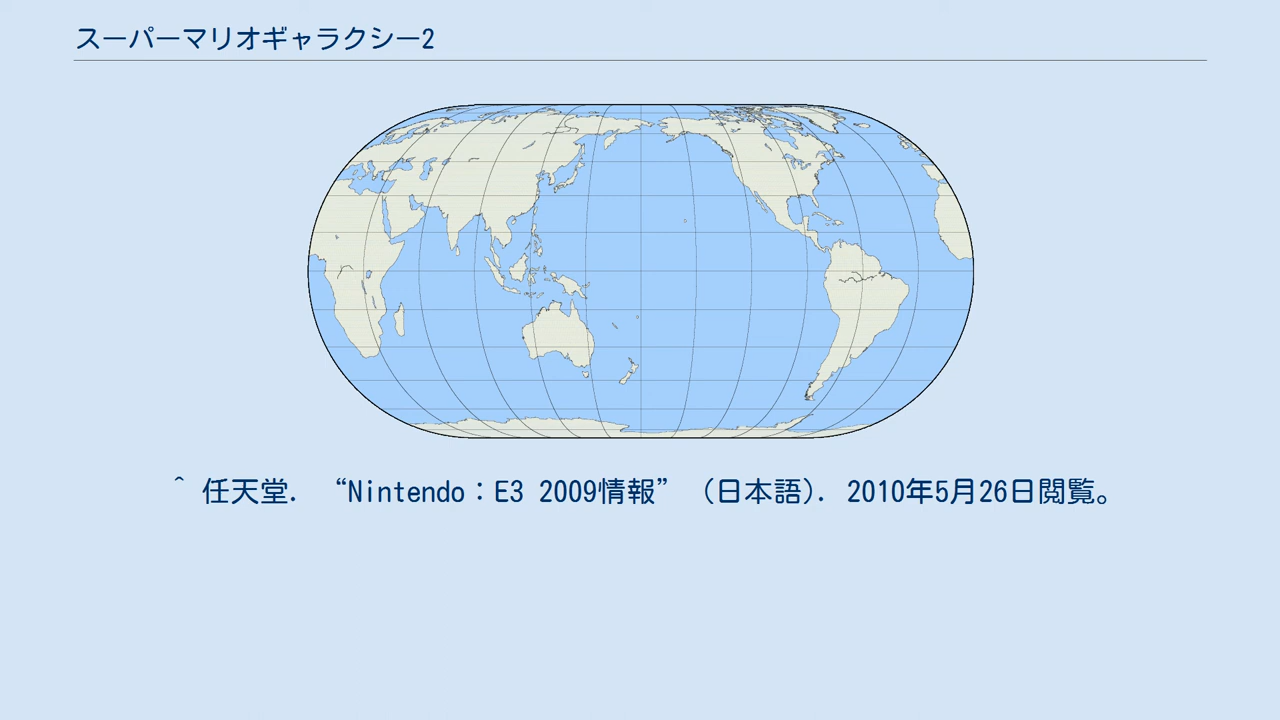 スーパーマリオギャラクシー2
^ 任天堂. “Nintendo：E3 2009情報” (日本語). 2010年5月26日閲覧。